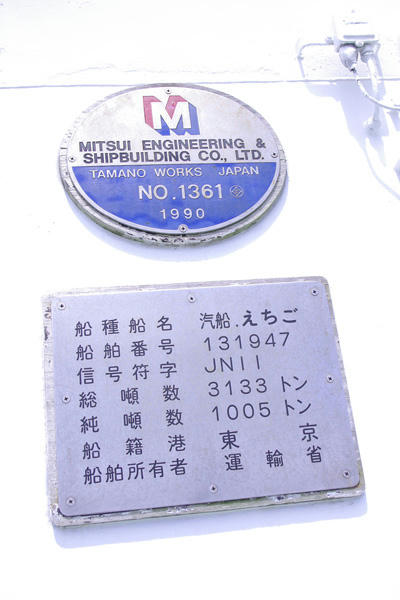 M
MITSUI ENGINEERING &
SHIPBUILDING CO., LTD.
TAMANO WORKS JAPAN
NO.1361
1990
船種船名 汽船.えちご
船舶番号 131947
信号符字 JNII
総噸数 3133トン
純噸数 1005トン
船籍港 東京
船舶所有者 運輸省